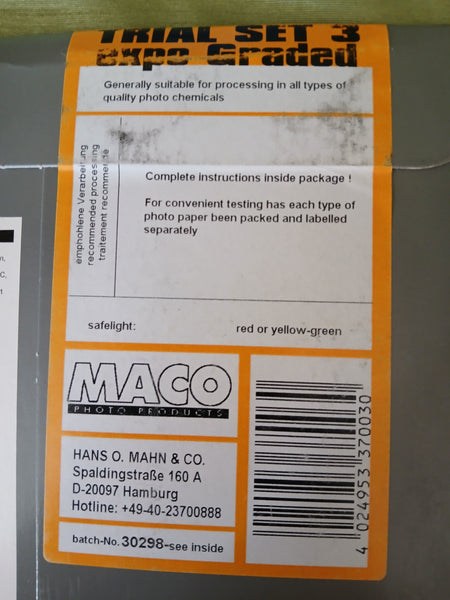 TRIAL SET 3
expo Graded
Generally suitable for processing in all types of
quality photo chemicals
empfohlene Verarbeitung
recommended processing
traitement recommende
Complete instructions inside package !
For convenient testing has each type of
photo paper been packed and labelled
separately
safelight: red or yellow-green
MACO
PHOTO PRODUCTS
HANS O. MAHN & CO.
Spaldingstraße 160 A
D-20097 Hamburg
Hotline: +49-40-23700888
batch-No. 30298-see inside
4 024953 370030